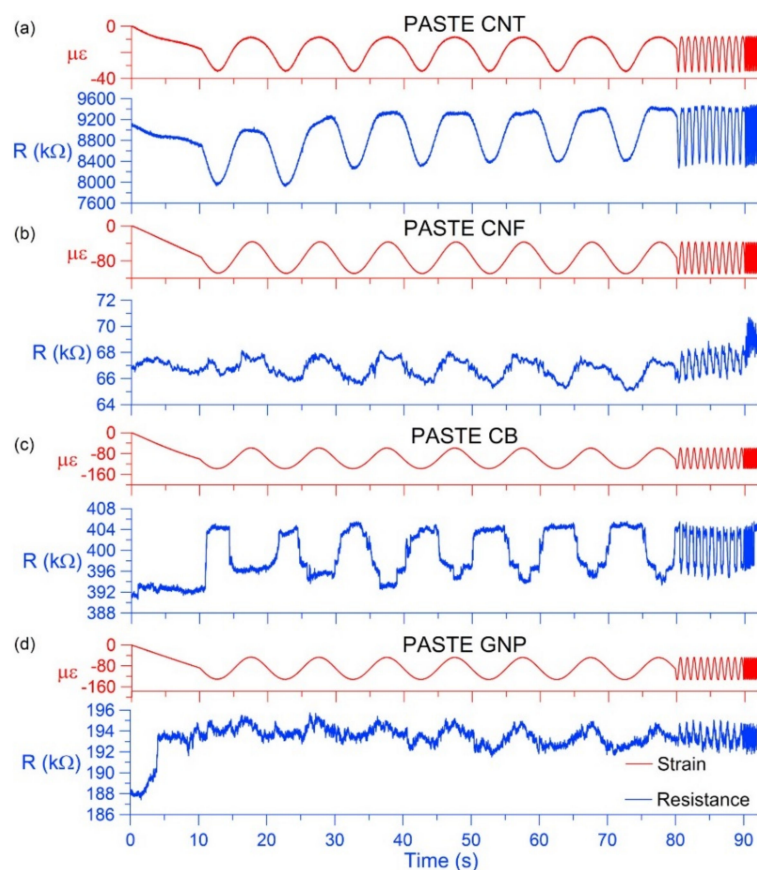 (a) PASTE CNT
0
με
-40
9600
9200
8800
R (kΩ)
8400
8000
7600
(b) PASTE CNF
0
με
-80
72
70
R (kΩ)
68
66
64
(c) PASTE CB
0
με
-80
-160
408
404
400
R (kΩ)
396
392
388
(d) PASTE GNP
0
με
-80
-160
196
194
192
R (kΩ)
190
188
186
Strain
Resistance
0 10 20 30 40 50 60 70 80 90
Time (s)